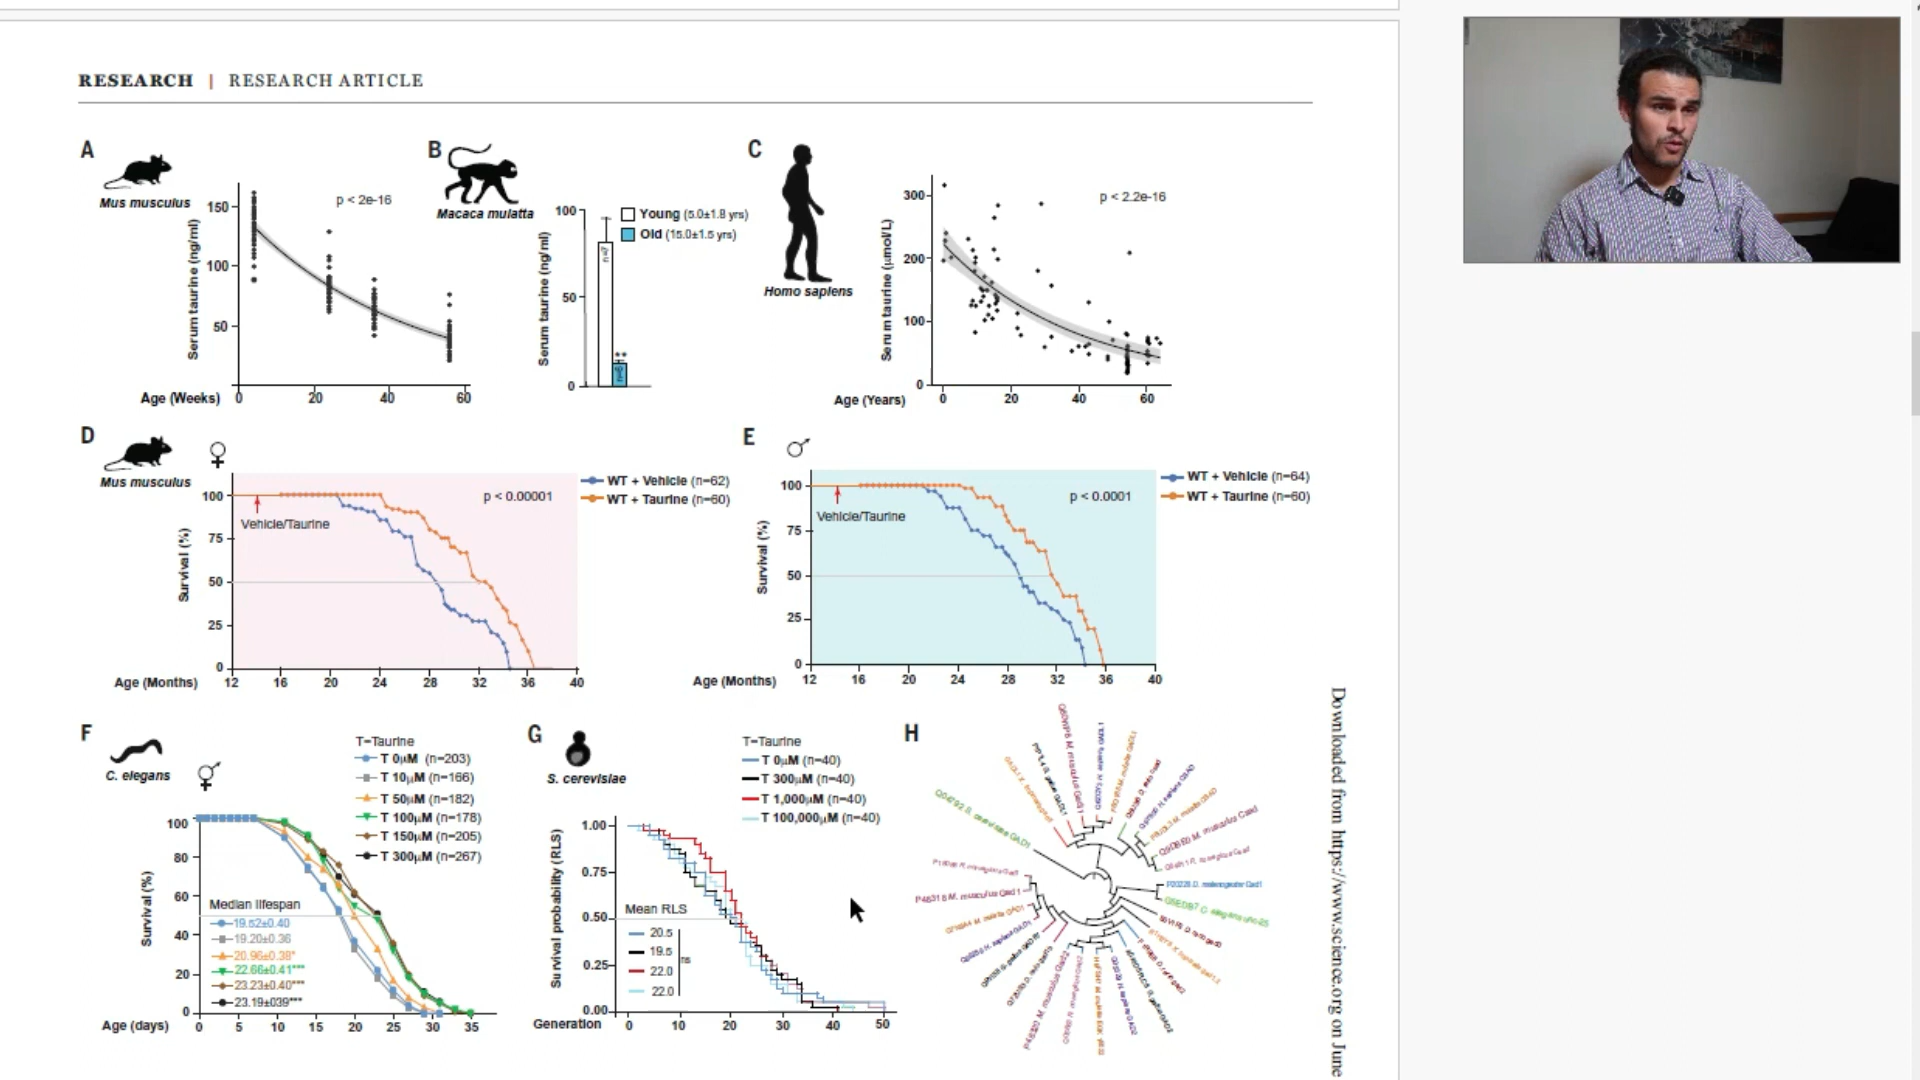 RESEARCH | RESEARCH ARTICLE
A
Mus musculus
Serum taurine (ng/ml)
150
100
50
p < 2e-16
Age (Weeks)
0 20 40 60
B
Macaca mulatta
Serum taurine (ng/ml)
100
50
0
Young (5.0±1.8 yrs)
Old (15.0±1.5 yrs)
n=7
**
n=6
C
Homo sapiens
Serum taurine (μmol/L)
300
200
100
0
p < 2.2e-16
Age (Years)
0 20 40 60
D
Mus musculus
♀
Survival (%)
100
75
50
25
0
Vehicle/Taurine
p < 0.00001
WT + Vehicle (n=62)
WT + Taurine (n=60)
Age (Months)
12 16 20 24 28 32 36 40
E
♂
Survival (%)
100
75
50
25
0
Vehicle/Taurine
p < 0.0001
WT + Vehicle (n=64)
WT + Taurine (n=60)
Age (Months)
12 16 20 24 28 32 36 40
F
C. elegans
T=Taurine
T 0μM (n=203)
T 10μM (n=166)
T 50μM (n=182)
T 100μM (n=178)
T 150μM (n=205)
T 300μM (n=267)
Survival (%)
100
80
60
40
20
0
Median lifespan
19.52±0.40
19.20±0.36
20.96±0.38*
22.66±0.41***
23.23±0.40***
23.19±039***
Age (days)
0 5 10 15 20 25 30 35
G
S. cerevisiae
T=Taurine
T 0μM (n=40)
T 300μM (n=40)
T 1,000μM (n=40)
T 100,000μM (n=40)
Survival probability (RLS)
1.00
0.75
0.50
0.25
0.00
Mean RLS
20.5
19.5
22.0
22.0
ns
Generation
0 10 20 30 40 50
H
Downloaded from https://www.science.org on June